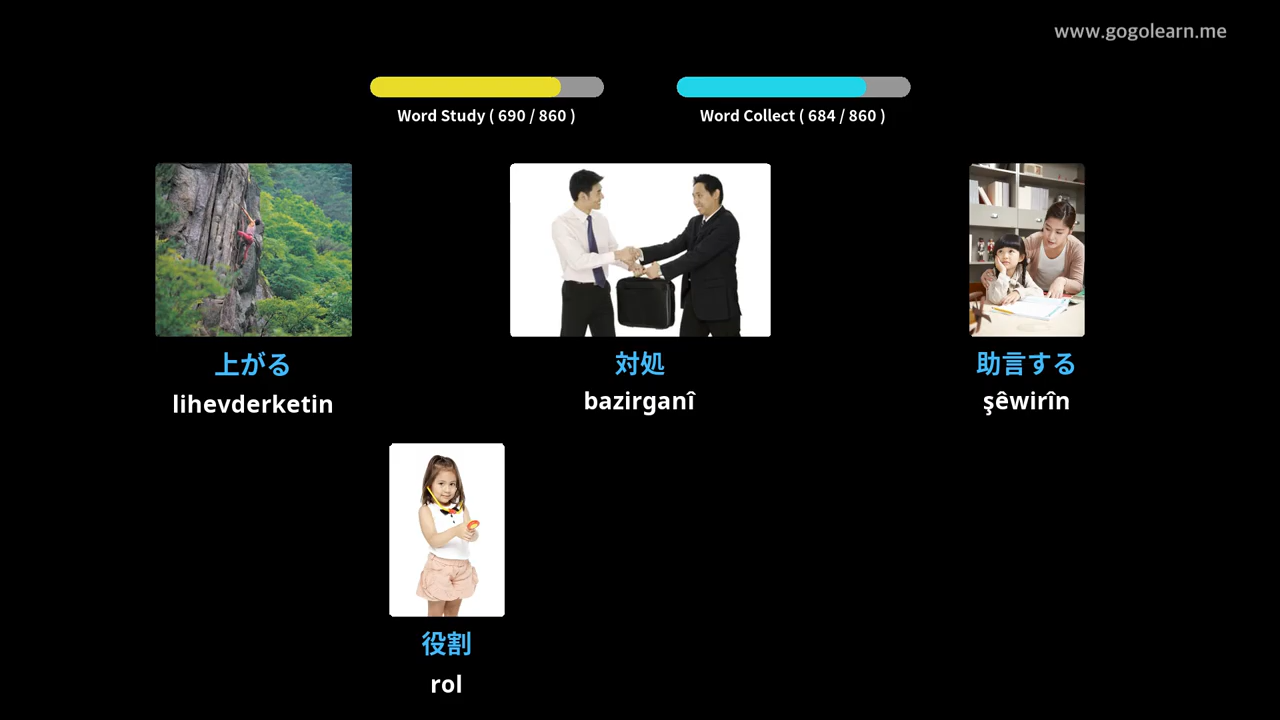 www.gogolearn.me
Word Study ( 690 / 860 )
Word Collect ( 684 / 860 )
上がる
lihevderketin
対処
bazirganî
助言する
şêwirîn
役割
rol